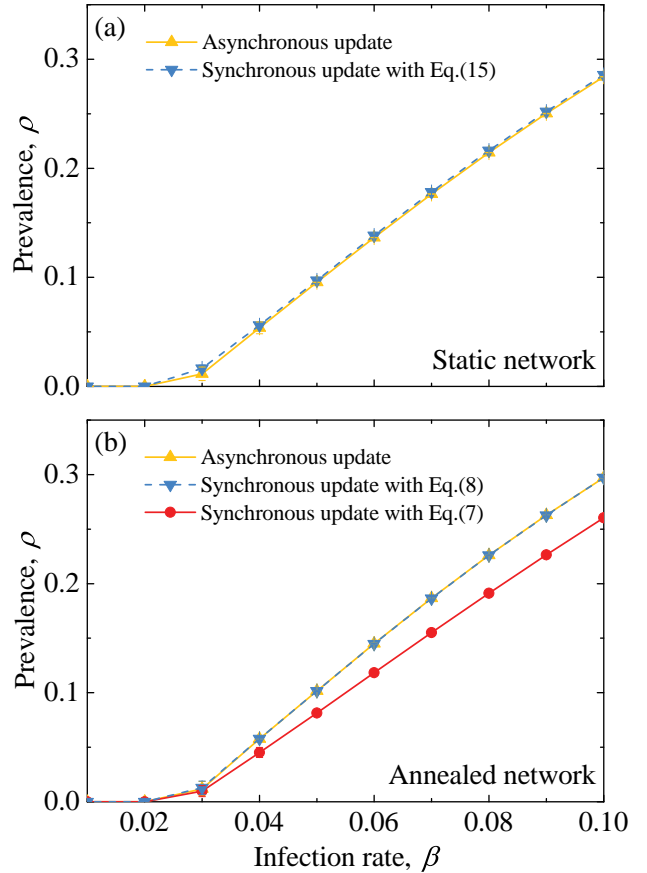 (a)
Asynchronous update
Synchronous update with Eq.(15)
0.3
0.2
0.1
0.0
Prevalence, ρ
Static network
(b)
Asynchronous update
Synchronous update with Eq.(8)
Synchronous update with Eq.(7)
0.3
0.2
0.1
0.0
Prevalence, ρ
Annealed network
0.02 0.04 0.06 0.08 0.10
Infection rate, β